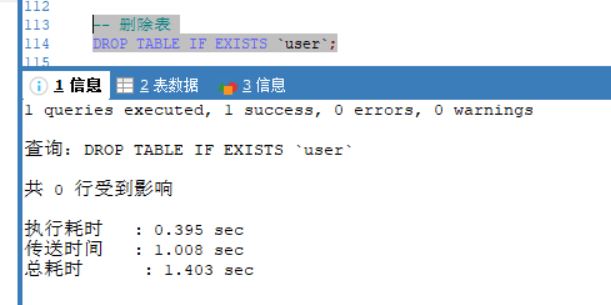 112
113 -- 删除表
114 DROP TABLE IF EXISTS `user`;
115
1 信息 2 表数据 3 信息
1 queries executed, 1 success, 0 errors, 0 warnings
查询: DROP TABLE IF EXISTS `user`
共 0 行受到影响
执行耗时 : 0.395 sec
传送时间 : 1.008 sec
总耗时 : 1.403 sec